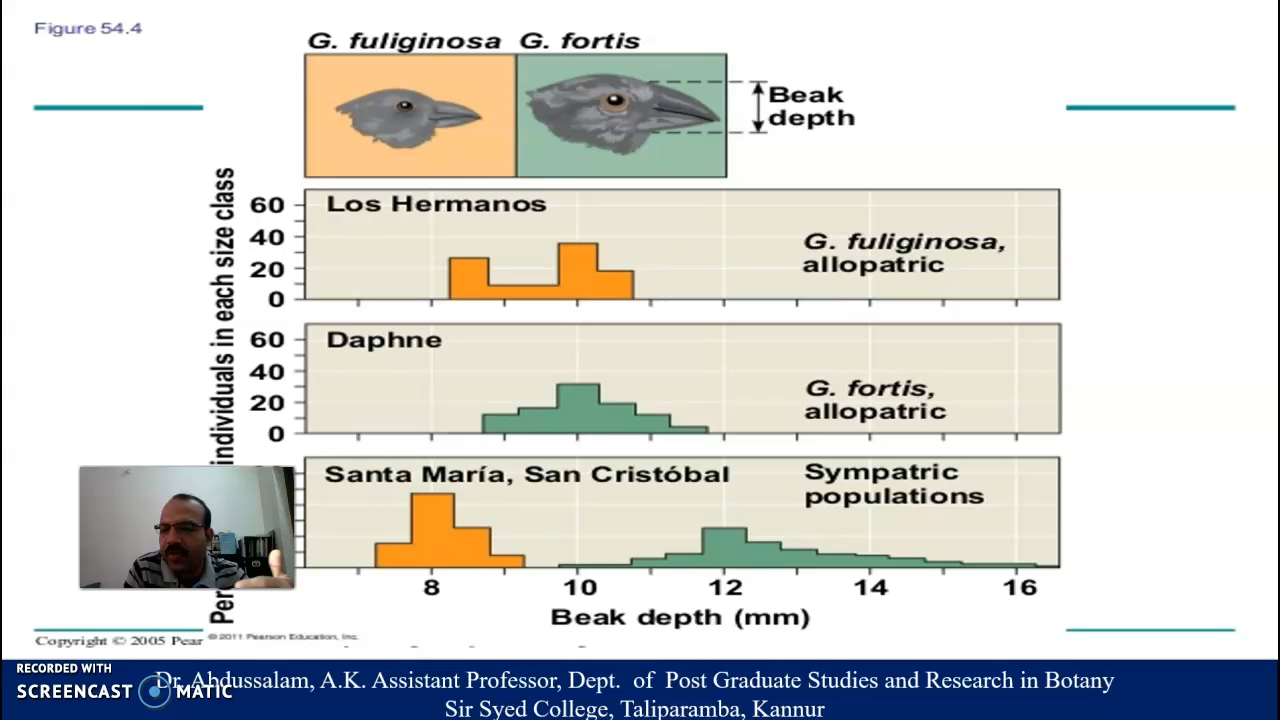 Figure 54.4
G. fuliginosa G. fortis
Beak
depth
individuals in each size class
60
40
20
0
Los Hermanos
G. fuliginosa,
allopatric
60
40
20
0
Daphne
G. fortis,
allopatric
Santa María, San Cristóbal
Sympatric
populations
8 10 12 14 16
Beak depth (mm)
Copyright © 2005 Pear
© 2011 Pearson Education, Inc.
RECORDED WITH
SCREENCAST MATIC
Dr. Abdussalam, A.K. Assistant Professor, Dept. of Post Graduate Studies and Research in Botany
Sir Syed College, Taliparamba, Kannur